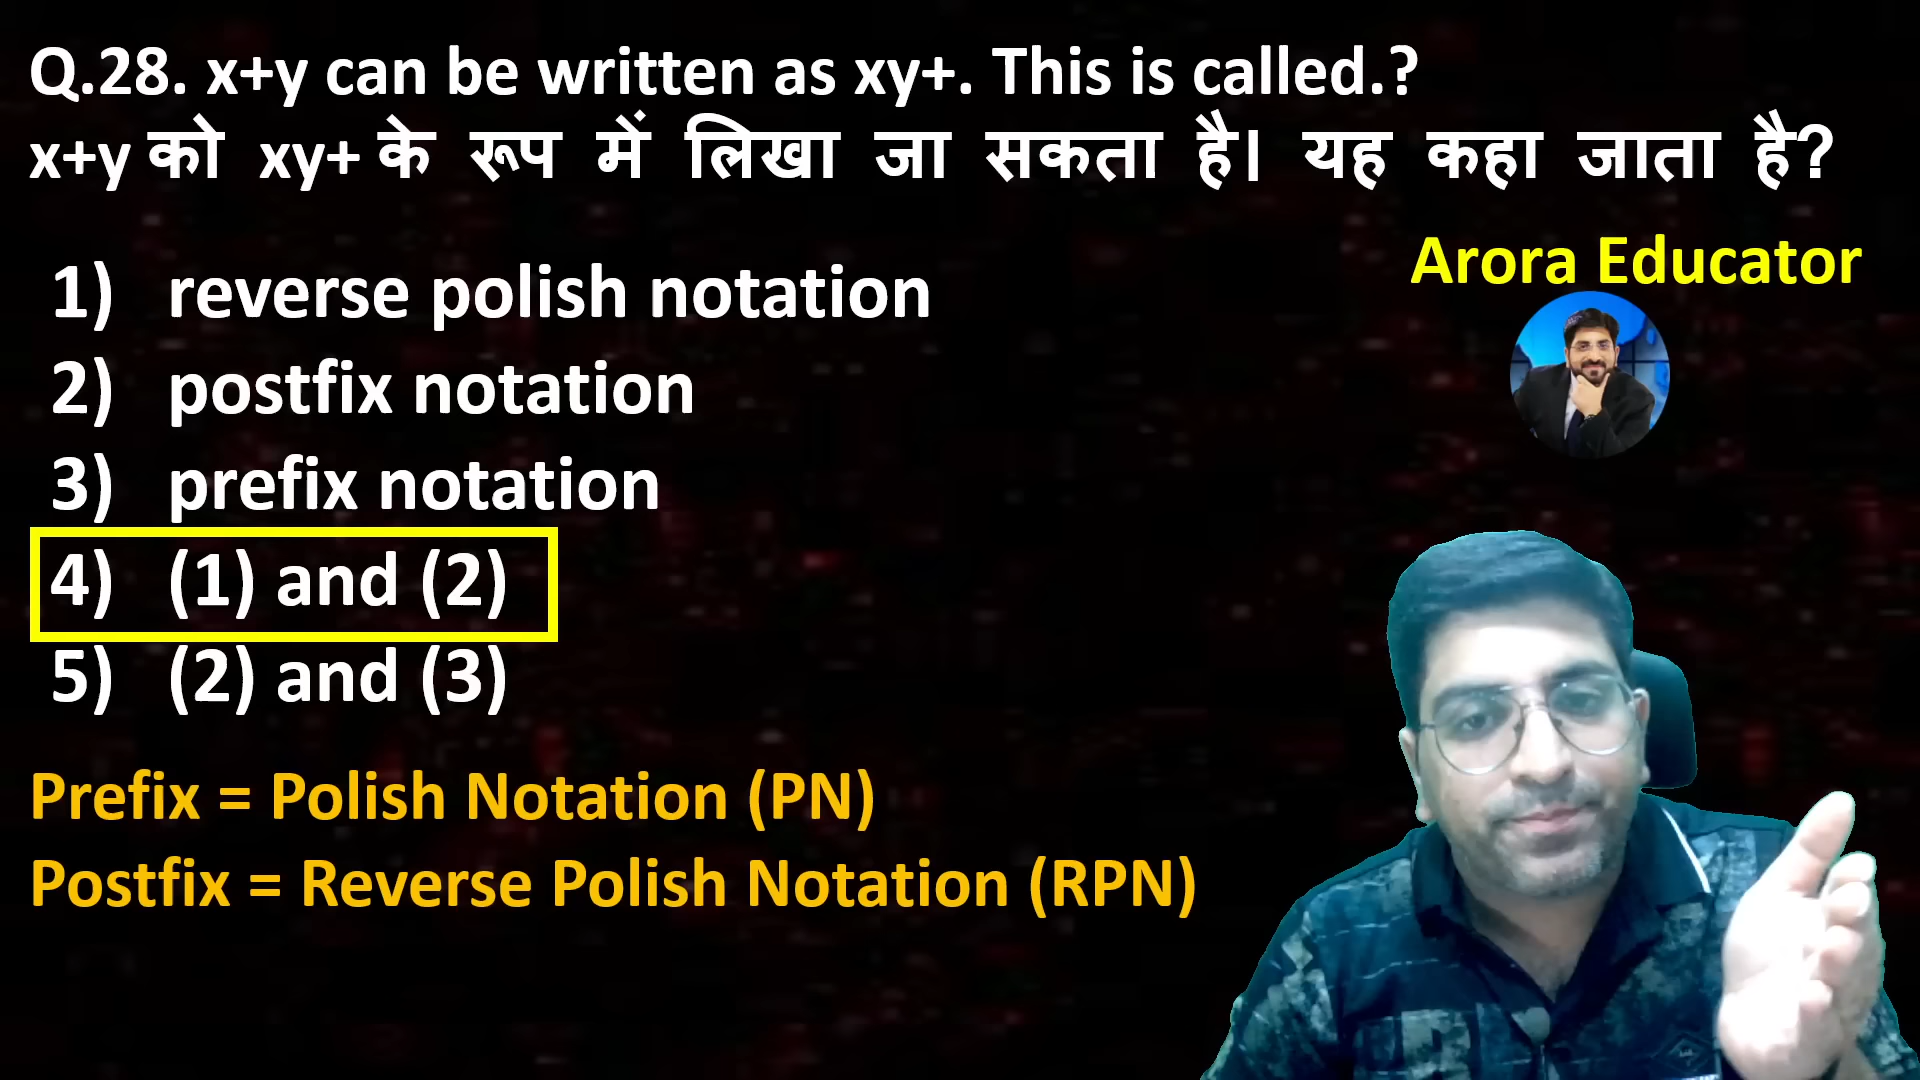 Q.28. x+y can be written as xy+. This is called.?
x+y को xy+ के रूप में लिखा जा सकता है। यह कहा जाता है?
Arora Educator
1) reverse polish notation
2) postfix notation
3) prefix notation
4) (1) and (2)
5) (2) and (3)
Prefix = Polish Notation (PN)
Postfix = Reverse Polish Notation (RPN)